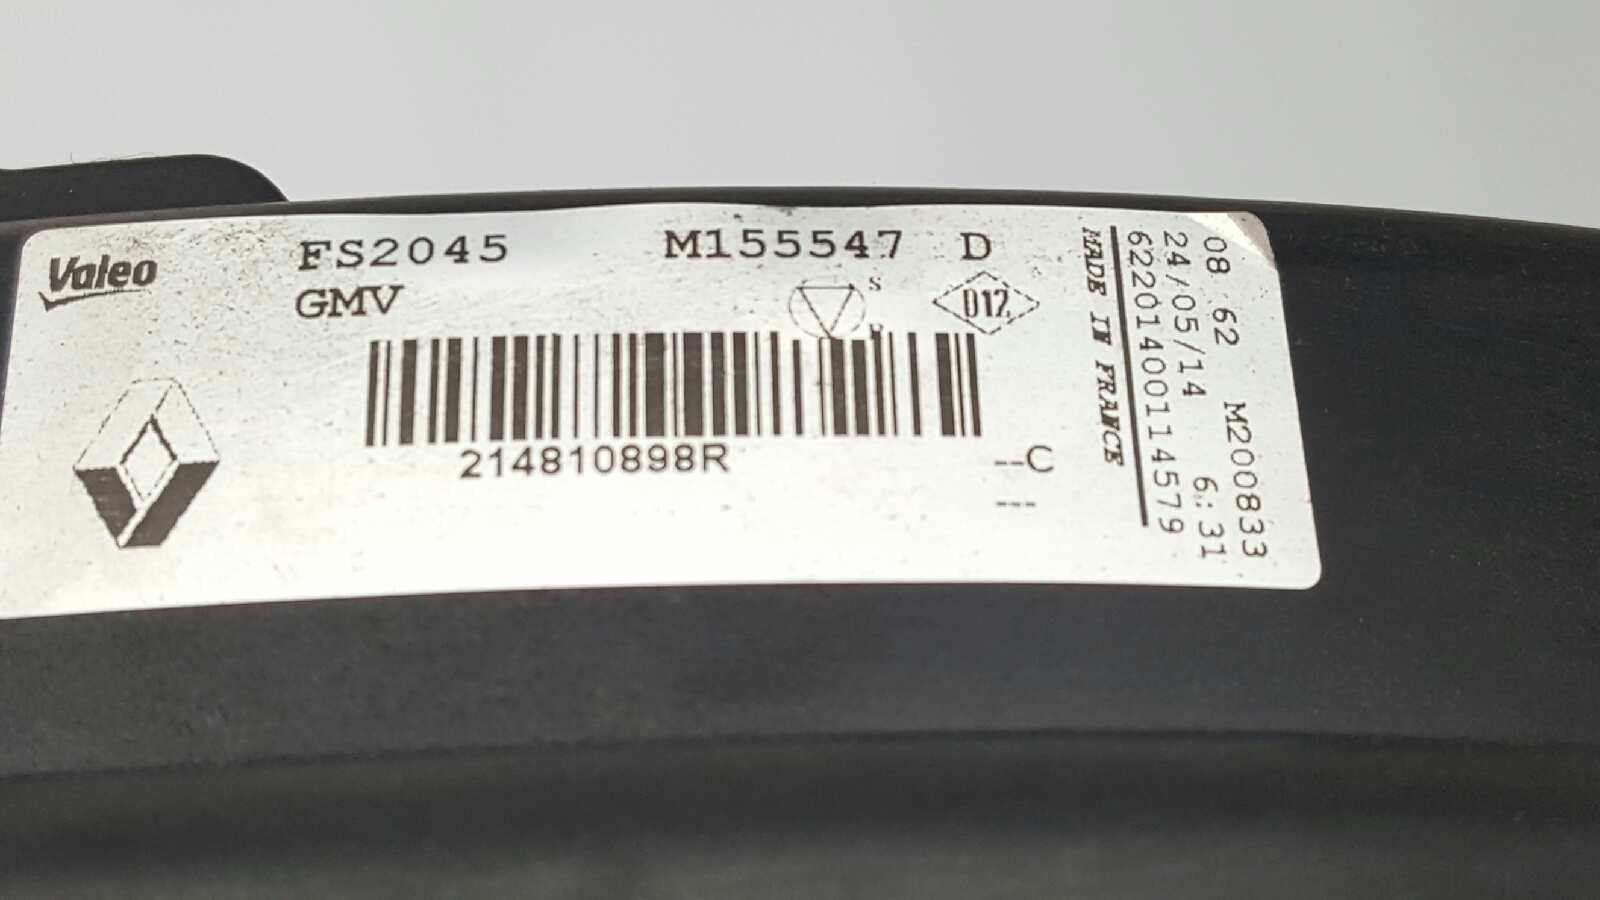 Valeo
FS2045 M155547 D
GMV
S
R
D12
214810898R
--C
---
MADE IN FRANCE
08 62 M200833
24/05/14 6:31
62201400114579